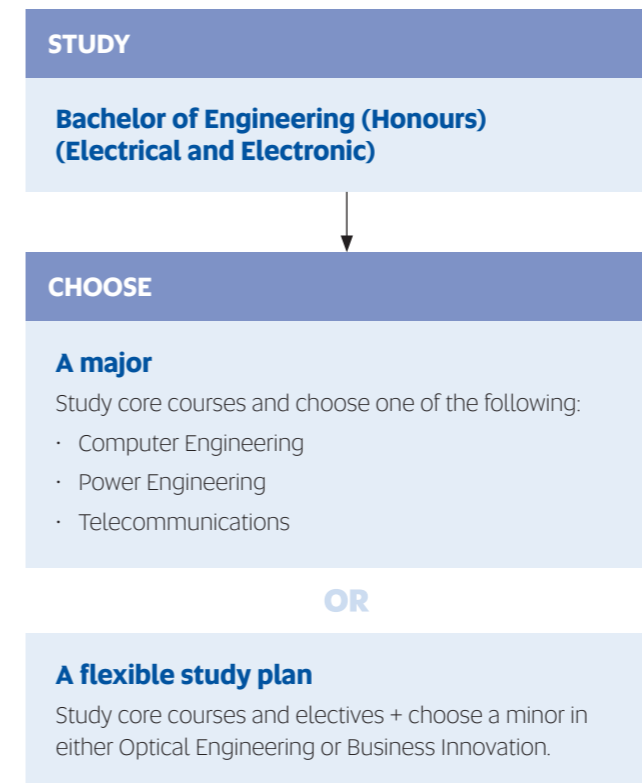 STUDY
Bachelor of Engineering (Honours)
(Electrical and Electronic)
CHOOSE
A major
Study core courses and choose one of the following:
· Computer Engineering
· Power Engineering
· Telecommunications
OR
A flexible study plan
Study core courses and electives + choose a minor in
either Optical Engineering or Business Innovation.